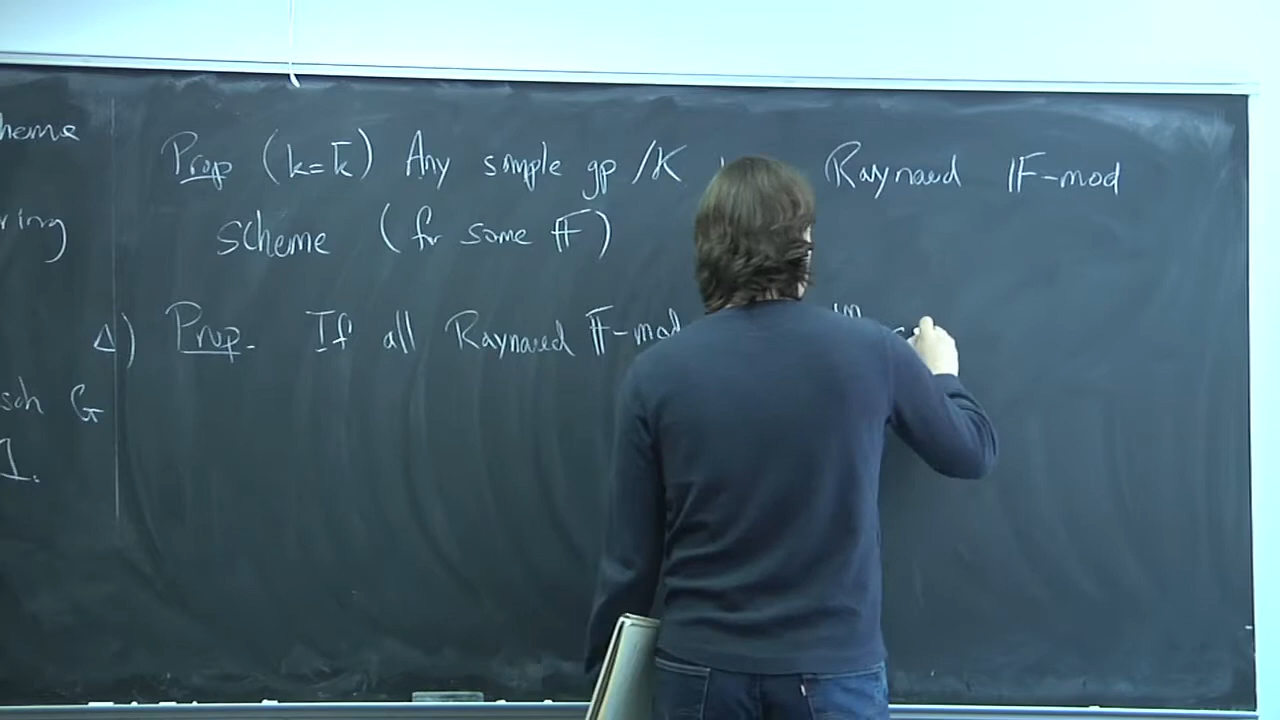 heme
ring
sch G
1.
Prop (k=k̄) Any simple gp /K Raynaud 𝔽-mod
scheme (for some 𝔽)
Δ) Prop. If all Raynaud 𝔽-mod